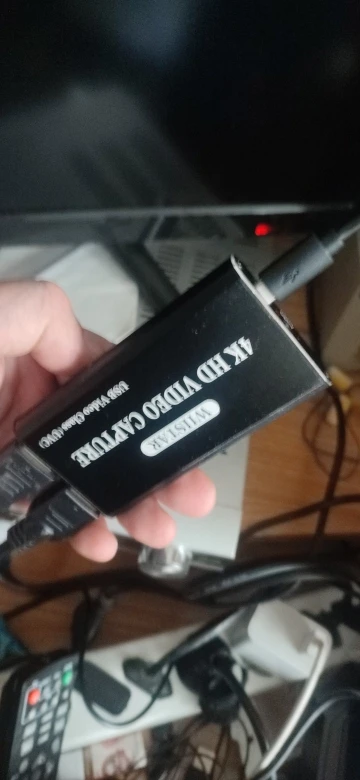 WIISTAR
4K HD VIDEO CAPTURE
USB Video Class (UVC)